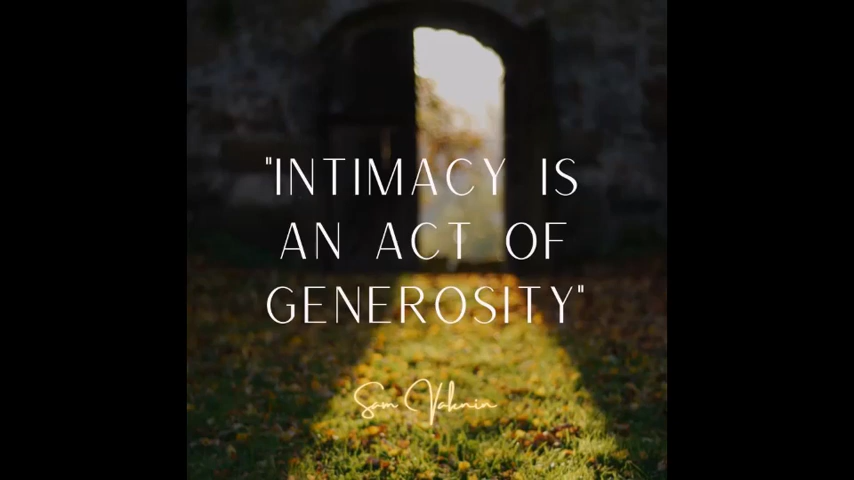 "INTIMACY IS
AN ACT OF
GENEROSITY"
Sam Vaknin